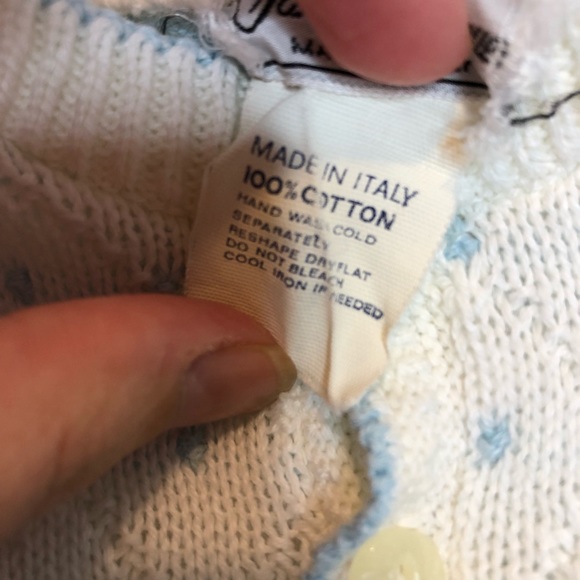 MADE IN ITALY
100% COTTON
HAND WASH COLD
SEPARATELY
RESHAPE DRY FLAT
DO NOT BLEACH
COOL IRON IF NEEDED